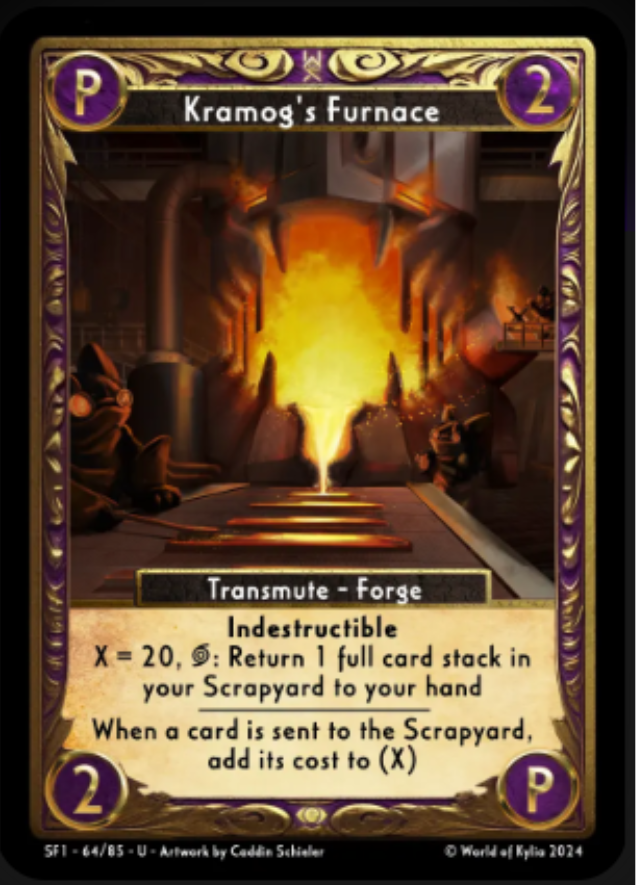 P
2
Kramog's Furnace
Transmute - Forge
Indestructible
X = 20, : Return 1 full card stack in
your Scrapyard to your hand
When a card is sent to the Scrapyard,
add its cost to (X)
2
P
SF1 - 64/85 - U - Artwork by Caddin Schieler
© World of Kylia 2024